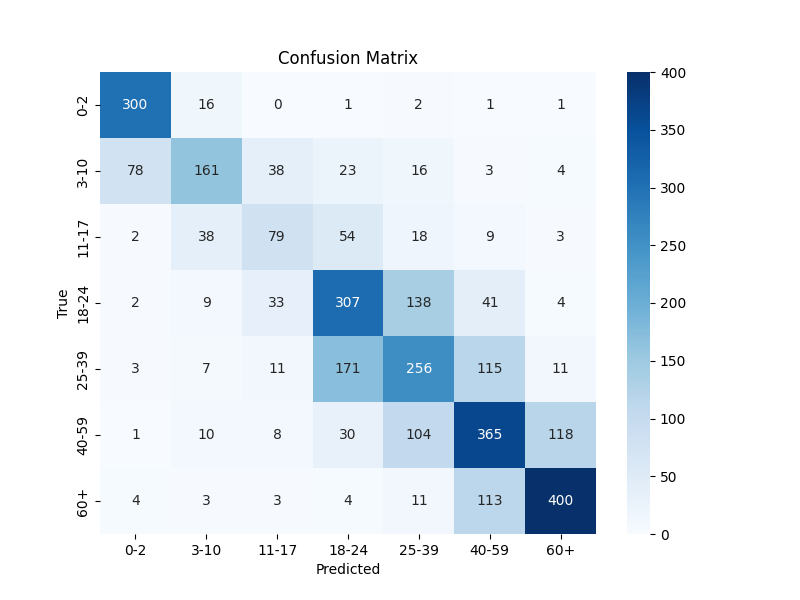 Confusion Matrix
True
0-2 300 16 0 1 2 1 1
3-10 78 161 38 23 16 3 4
11-17 2 38 79 54 18 9 3
18-24 2 9 33 307 138 41 4
25-39 3 7 11 171 256 115 11
40-59 1 10 8 30 104 365 118
60+ 4 3 3 4 11 113 400
0-2 3-10 11-17 18-24 25-39 40-59 60+
Predicted
400
350
300
250
200
150
100
50
0